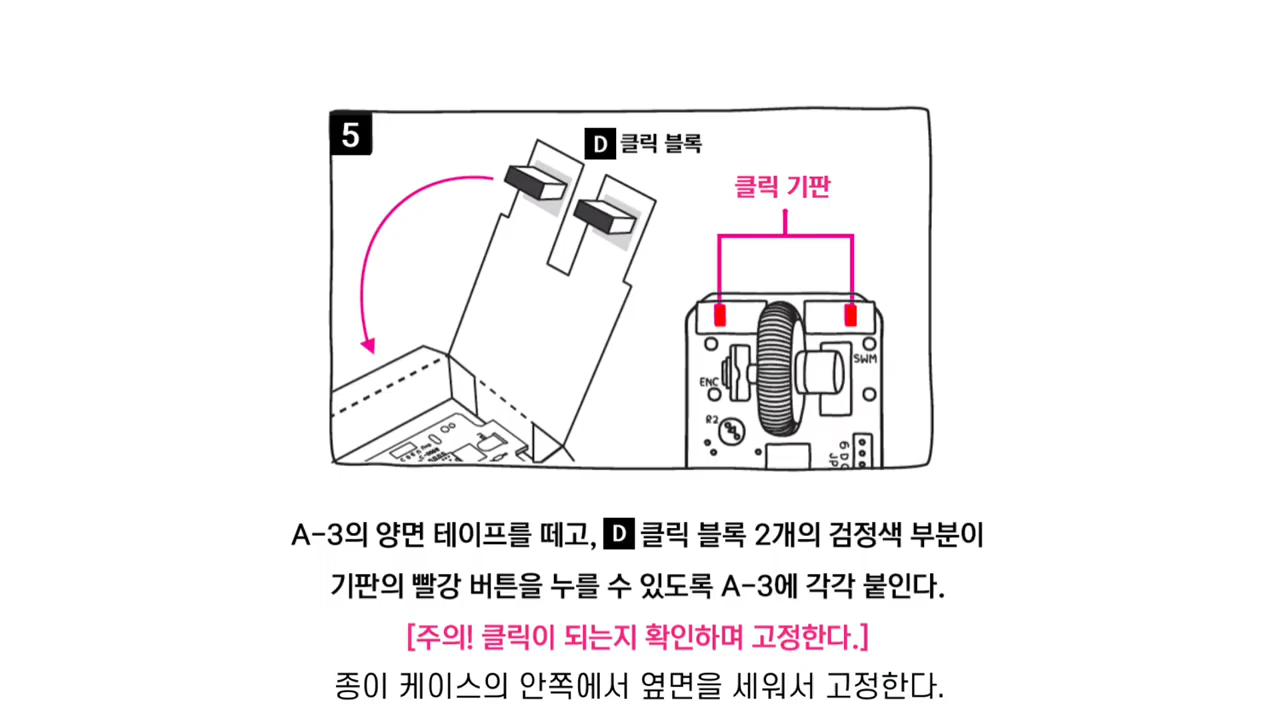 5
D 클릭 블록
클릭 기판
SWM
ENC
R2
A-3의 양면 테이프를 떼고, D 클릭 블록 2개의 검정색 부분이
기판의 빨강 버튼을 누를 수 있도록 A-3에 각각 붙인다.
[주의! 클릭이 되는지 확인하며 고정한다.]
종이 케이스의 안쪽에서 옆면을 세워서 고정한다.